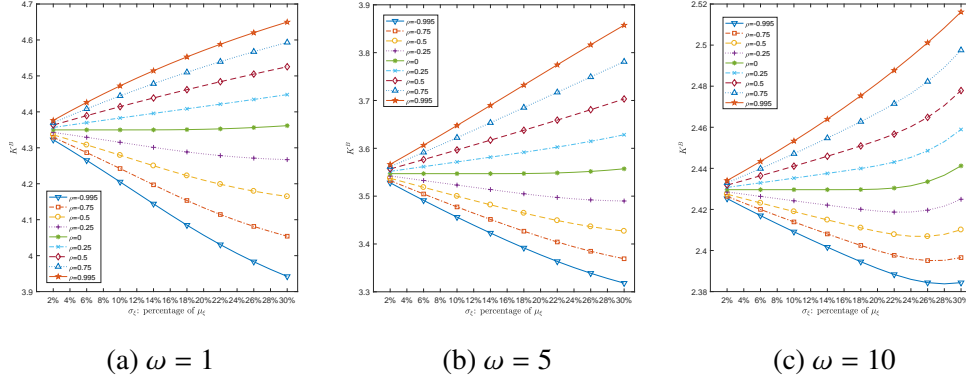 4.7
4.6
4.5
4.4
4.3
4.2
4.1
4
3.9
K^B
ρ=-0.995
ρ=-0.75
ρ=-0.5
ρ=-0.25
ρ=0
ρ=0.25
ρ=0.5
ρ=0.75
ρ=0.995
2% 4% 6% 8% 10% 12% 14% 16% 18% 20% 22% 24% 26% 28% 30%
σ_ξ: percentage of μ_ξ
(a) ω = 1
3.9
3.8
3.7
3.6
3.5
3.4
3.3
K^B
ρ=-0.995
ρ=-0.75
ρ=-0.5
ρ=-0.25
ρ=0
ρ=0.25
ρ=0.5
ρ=0.75
ρ=0.995
2% 4% 6% 8% 10% 12% 14% 16% 18% 20% 22% 24% 26% 28% 30%
σ_ξ: percentage of μ_ξ
(b) ω = 5
2.52
2.5
2.48
2.46
2.44
2.42
2.4
2.38
K^B
ρ=-0.995
ρ=-0.75
ρ=-0.5
ρ=-0.25
ρ=0
ρ=0.25
ρ=0.5
ρ=0.75
ρ=0.995
2% 4% 6% 8% 10% 12% 14% 16% 18% 20% 22% 24% 26% 28% 30%
σ_ξ: percentage of μ_ξ
(c) ω = 10